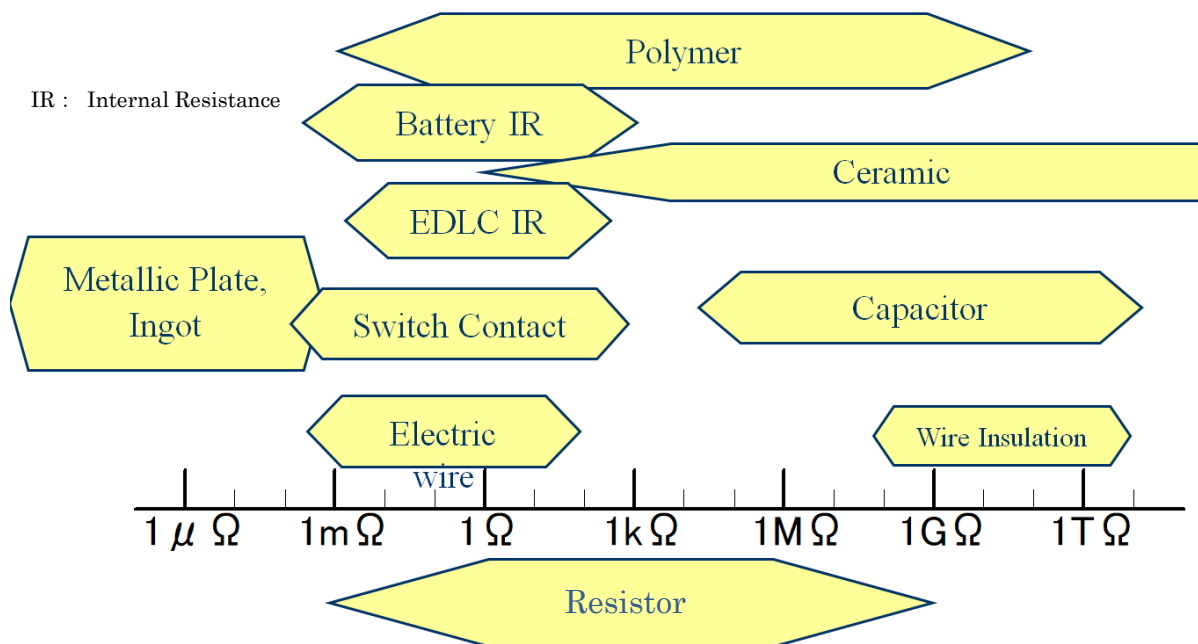 Polymer
IR : Internal Resistance
Battery IR
Ceramic
EDLC IR
Metallic Plate,
Ingot
Switch Contact
Capacitor
Electric
wire
Wire Insulation
1μΩ 1mΩ 1Ω 1kΩ 1MΩ 1GΩ 1TΩ
Resistor